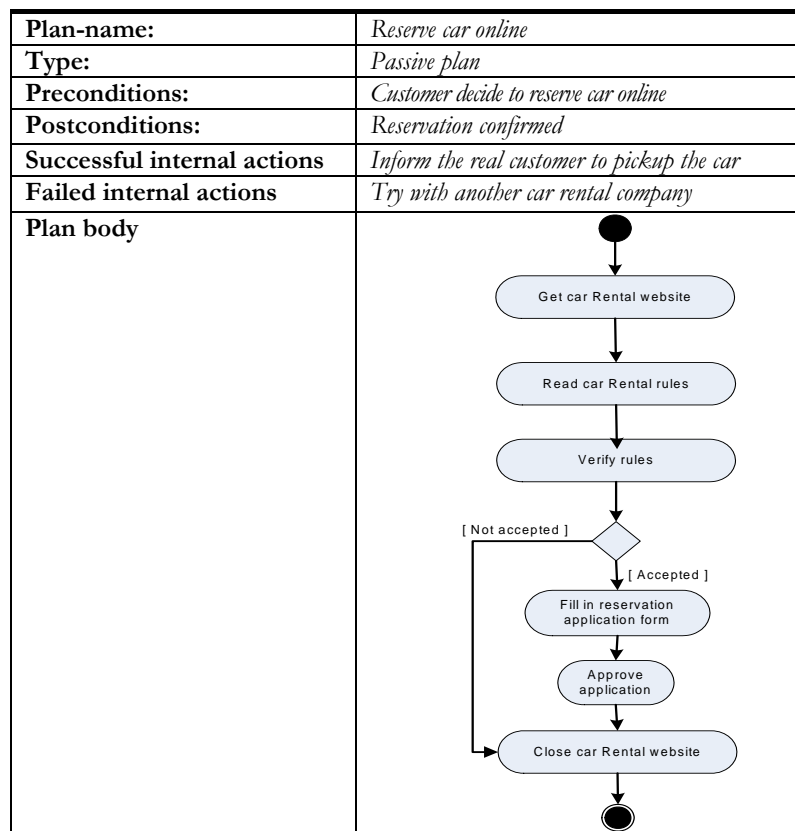 Plan-name: Reserve car online
Type: Passive plan
Preconditions: Customer decide to reserve car online
Postconditions: Reservation confirmed
Successful internal actions Inform the real customer to pickup the car
Failed internal actions Try with another car rental company
Plan body
Get car Rental website
Read car Rental rules
Verify rules
[ Not accepted ]
[ Accepted ]
Fill in reservation
application form
Approve
application
Close car Rental website